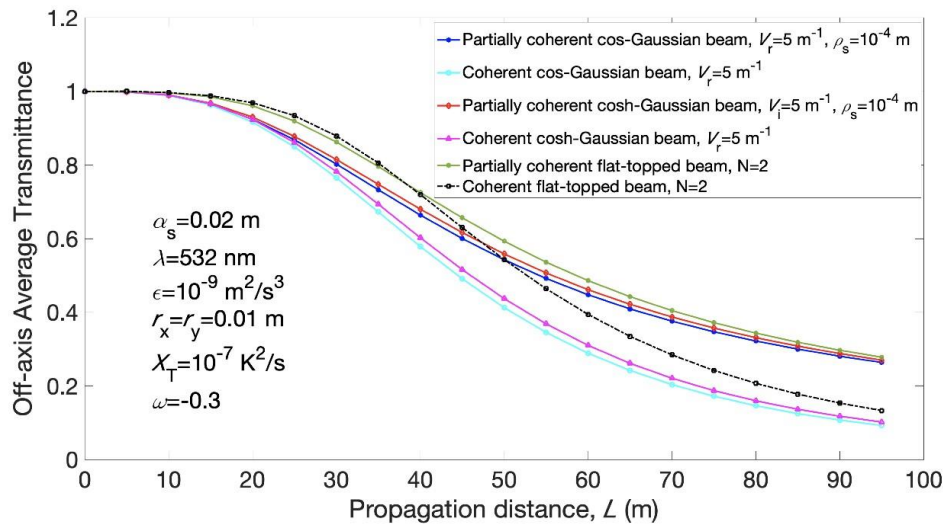 1.2
1
0.8
0.6
0.4
0.2
0
Off-axis Average Transmittance
Partially coherent cos-Gaussian beam, Vr=5 m⁻¹, ρs=10⁻⁴ m
Coherent cos-Gaussian beam, Vr=5 m⁻¹
Partially coherent cosh-Gaussian beam, Vi=5 m⁻¹, ρs=10⁻⁴ m
Coherent cosh-Gaussian beam, Vr=5 m⁻¹
Partially coherent flat-topped beam, N=2
Coherent flat-topped beam, N=2
αs=0.02 m
λ=532 nm
ϵ=10⁻⁹ m²/s³
rx=ry=0.01 m
XT=10⁻⁷ K²/s
ω=-0.3
0 10 20 30 40 50 60 70 80 90 100
Propagation distance, L (m)